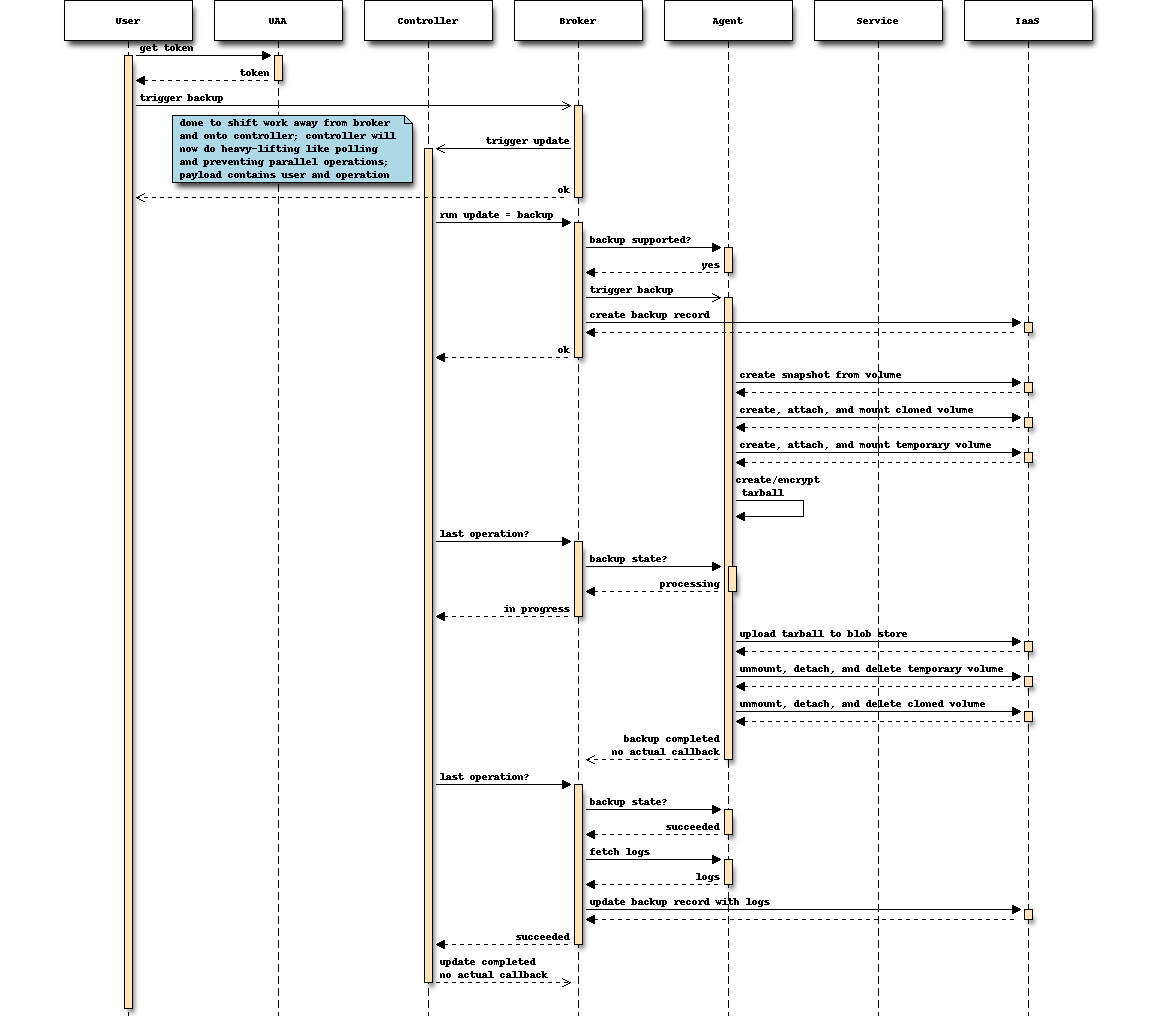 User
UAA
Controller
Broker
Agent
Service
IaaS
get token
token
trigger backup
done to shift work away from broker
and onto controller; controller will
now do heavy-lifting like polling
and preventing parallel operations;
payload contains user and operation
trigger update
ok
run update = backup
backup supported?
yes
trigger backup
create backup record
ok
create snapshot from volume
create, attach, and mount cloned volume
create, attach, and mount temporary volume
create/encrypt
tarball
last operation?
backup state?
processing
in progress
upload tarball to blob store
unmount, detach, and delete temporary volume
unmount, detach, and delete cloned volume
backup completed
no actual callback
last operation?
backup state?
succeeded
fetch logs
logs
update backup record with logs
succeeded
update completed
no actual callback